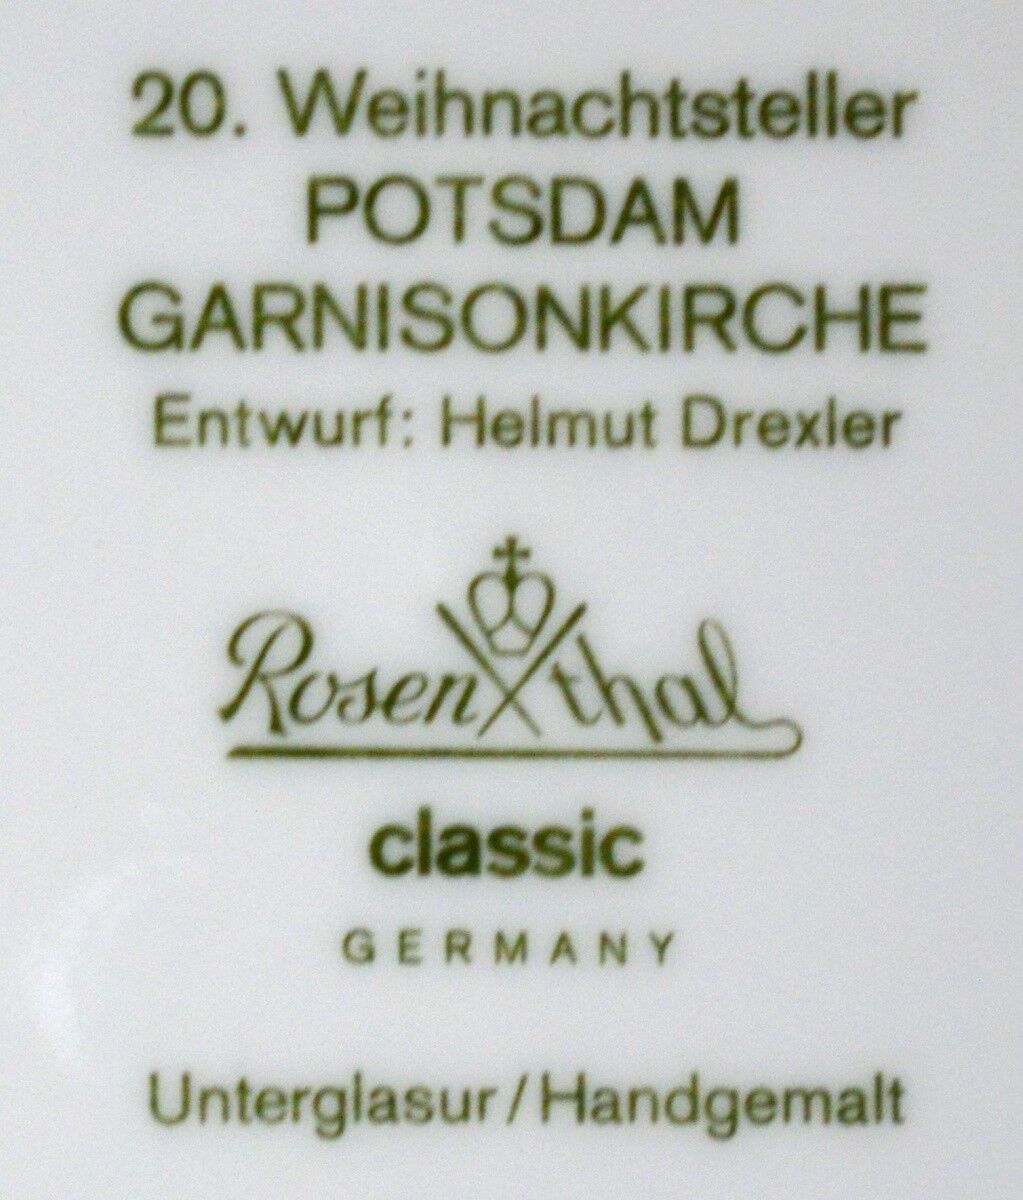 20. Weihnachtsteller
POTSDAM
GARNISONKIRCHE
Entwurf: Helmut Drexler
Rosenthal
classic
GERMANY
Unterglasur / Handgemalt